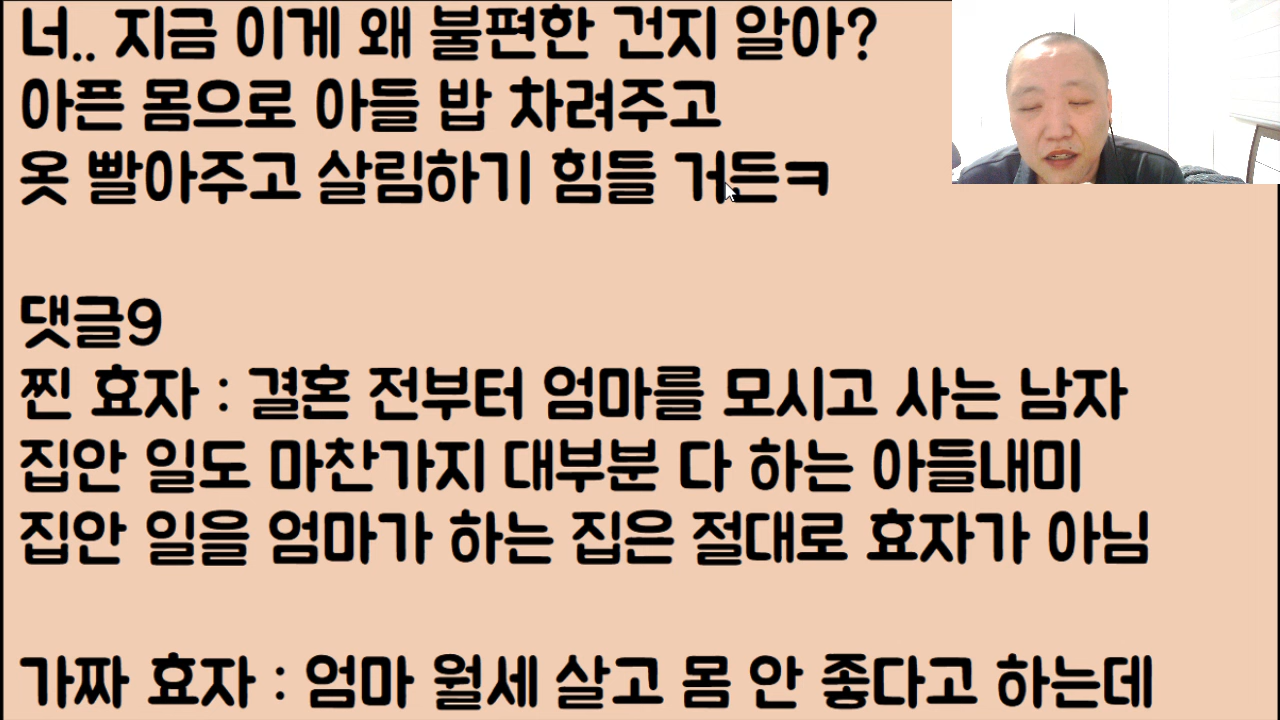 너.. 지금 이게 왜 불편한 건지 알아?
아픈 몸으로 아들 밥 차려주고
옷 빨아주고 살림하기 힘들 거든ㅋ
댓글9
찐 효자 : 결혼 전부터 엄마를 모시고 사는 남자
집안 일도 마찬가지 대부분 다 하는 아들내미
집안 일을 엄마가 하는 집은 절대로 효자가 아님
가짜 효자 : 엄마 월세 살고 몸 안 좋다고 하는데